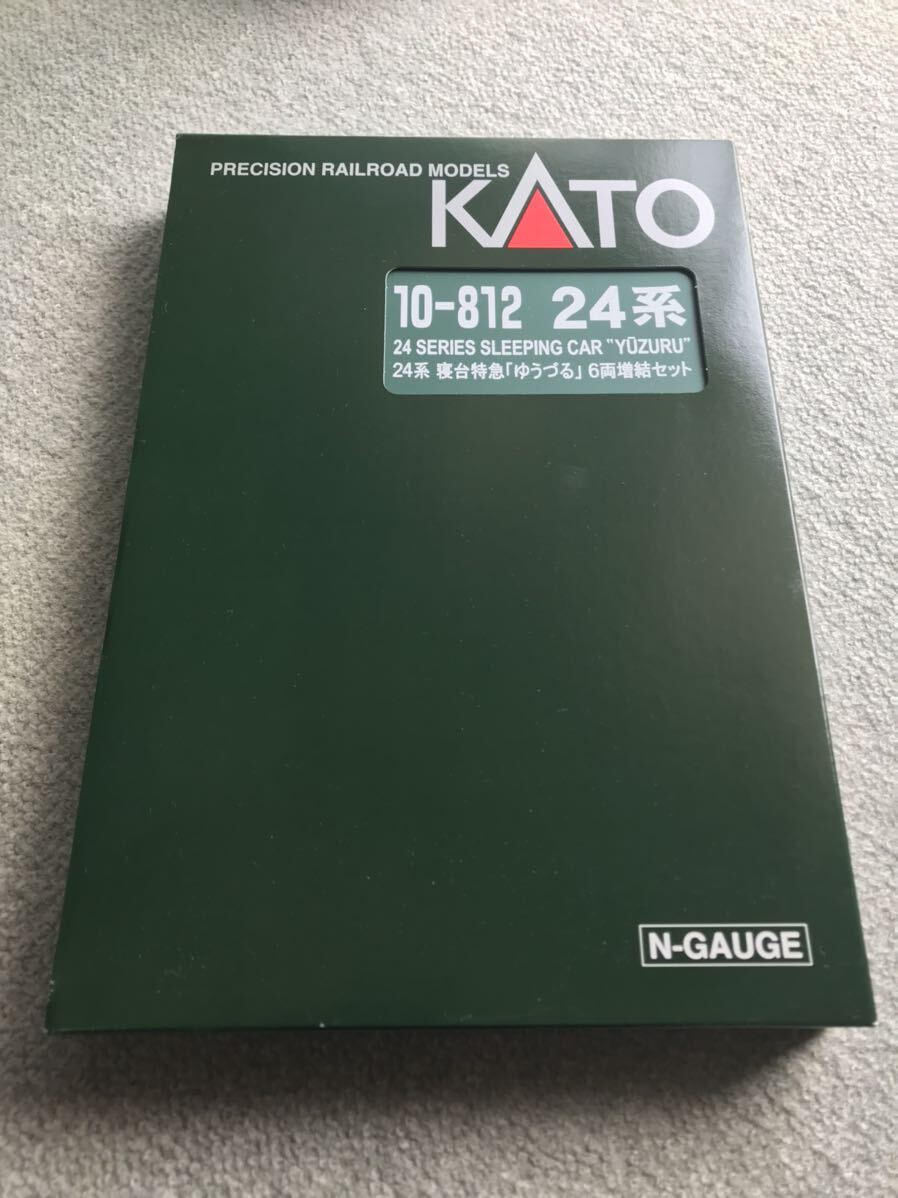 PRECISION RAILROAD MODELS
KATO
10-812 24系
24 SERIES SLEEPING CAR "YŪZURU"
24系 寝台特急「ゆうづる」 6両増結セット
N-GAUGE